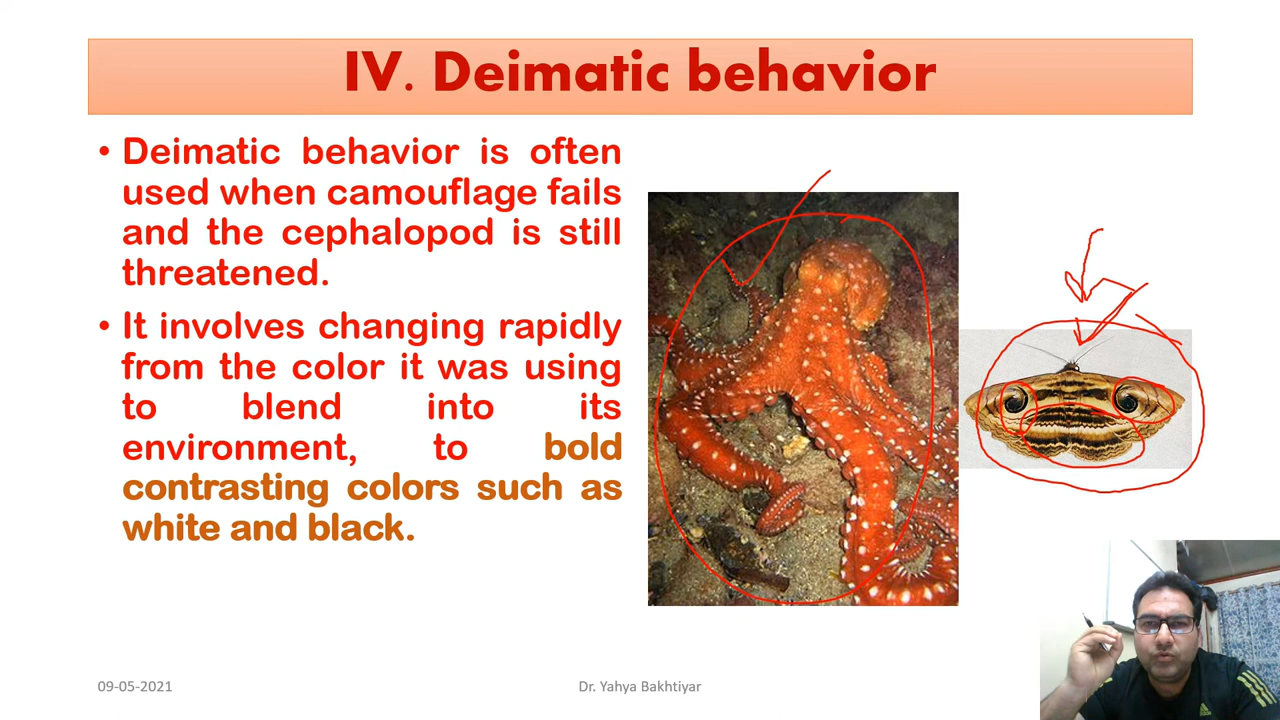 IV. Deimatic behavior
• Deimatic behavior is often
used when camouflage fails
and the cephalopod is still
threatened.
• It involves changing rapidly
from the color it was using
to blend into its
environment, to bold
contrasting colors such as
white and black.
09-05-2021
Dr. Yahya Bakhtiyar